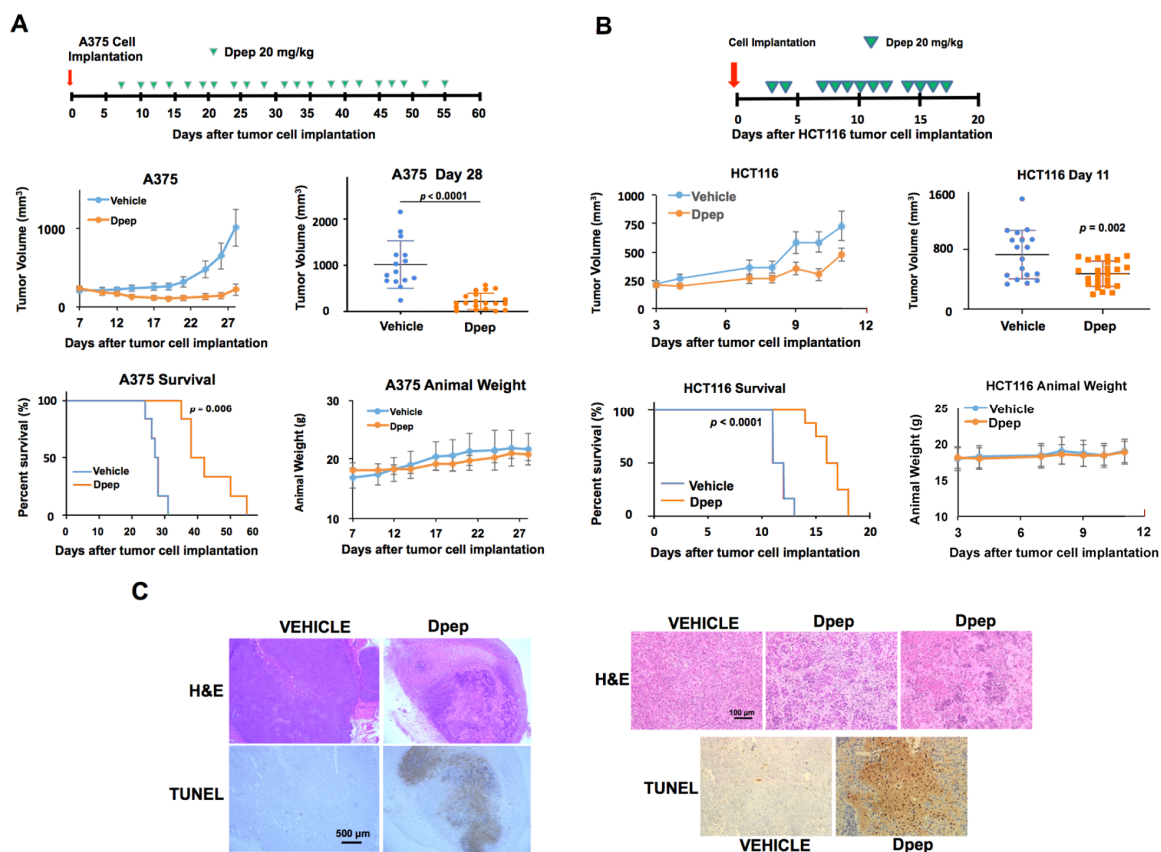 A
A375 Cell
Implantation
Dpep 20 mg/kg
0 5 10 15 20 25 30 35 40 45 50 55 60
Days after tumor cell implantation
A375
Tumor Volume (mm³)
Vehicle
Dpep
1000
0
7 12 17 22 27
Days after tumor cell implantation
A375 Day 28
p < 0.0001
Tumor Volume (mm³)
2000
1000
0
Vehicle Dpep
A375 Survival
p = 0.006
Percent survival (%)
100
50
0
Vehicle
Dpep
0 10 20 30 40 50 60
Days after tumor cell implantation
A375 Animal Weight
Animal Weight (g)
30
20
10
Vehicle
Dpep
7 12 17 22 27
Days after tumor cell implantation
B
Cell Implantation
Dpep 20 mg/kg
0 5 10 15 20
Days after HCT116 tumor cell implantation
HCT116
Tumor Volume (mm³)
1000
750
500
250
0
Vehicle
Dpep
3 6 9 12
Days after tumor cell implantation
HCT116 Day 11
p = 0.002
Tumor Volume (mm³)
1600
800
0
Vehicle Dpep
HCT116 Survival
p < 0.0001
Percent survival (%)
100
50
0
Vehicle
Dpep
0 5 10 15 20
Days after tumor cell implantation
HCT116 Animal Weight
Animal Weight (g)
25
20
15
10
Vehicle
Dpep
3 6 9 12
Days after tumor cell implantation
C
VEHICLE Dpep
H&E
TUNEL
500 µm
Dpep Dpep
VEHICLE
H&E
100 µm
TUNEL
VEHICLE Dpep